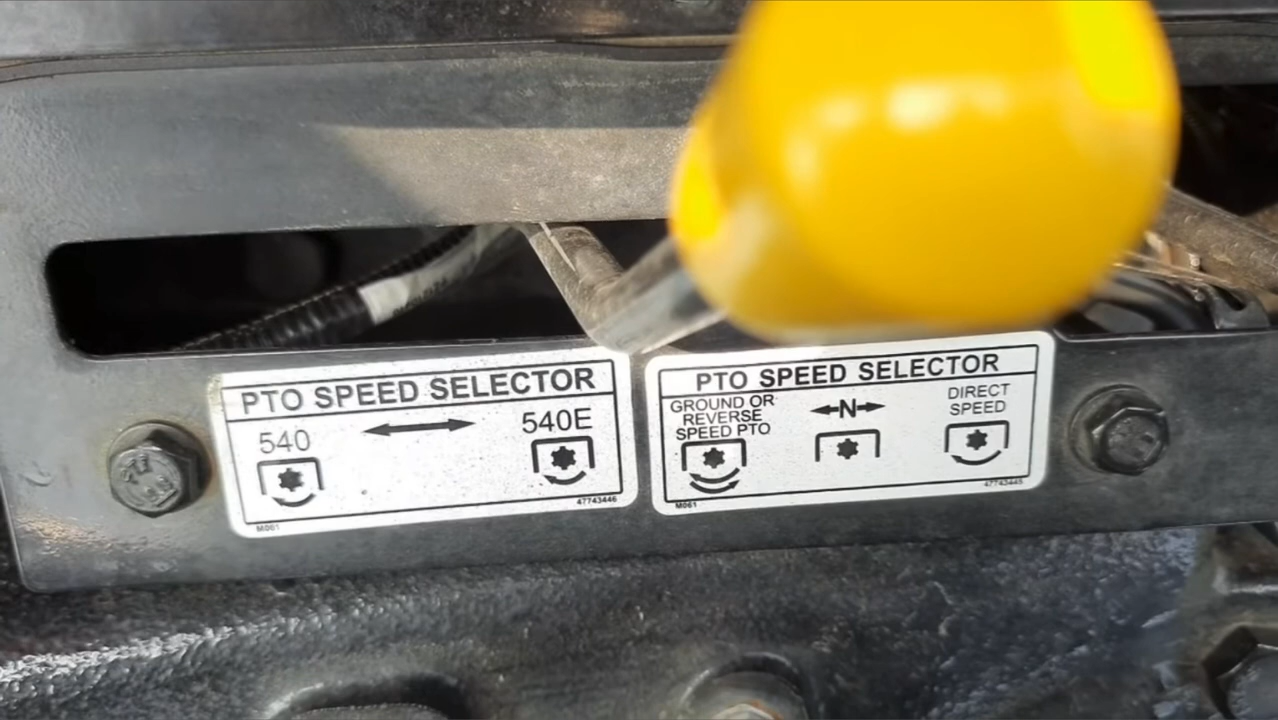 PTO SPEED SELECTOR
540
540E
M061
47743446
PTO SPEED SELECTOR
GROUND OR
REVERSE
SPEED PTO
N
DIRECT
SPEED
M061
47743445